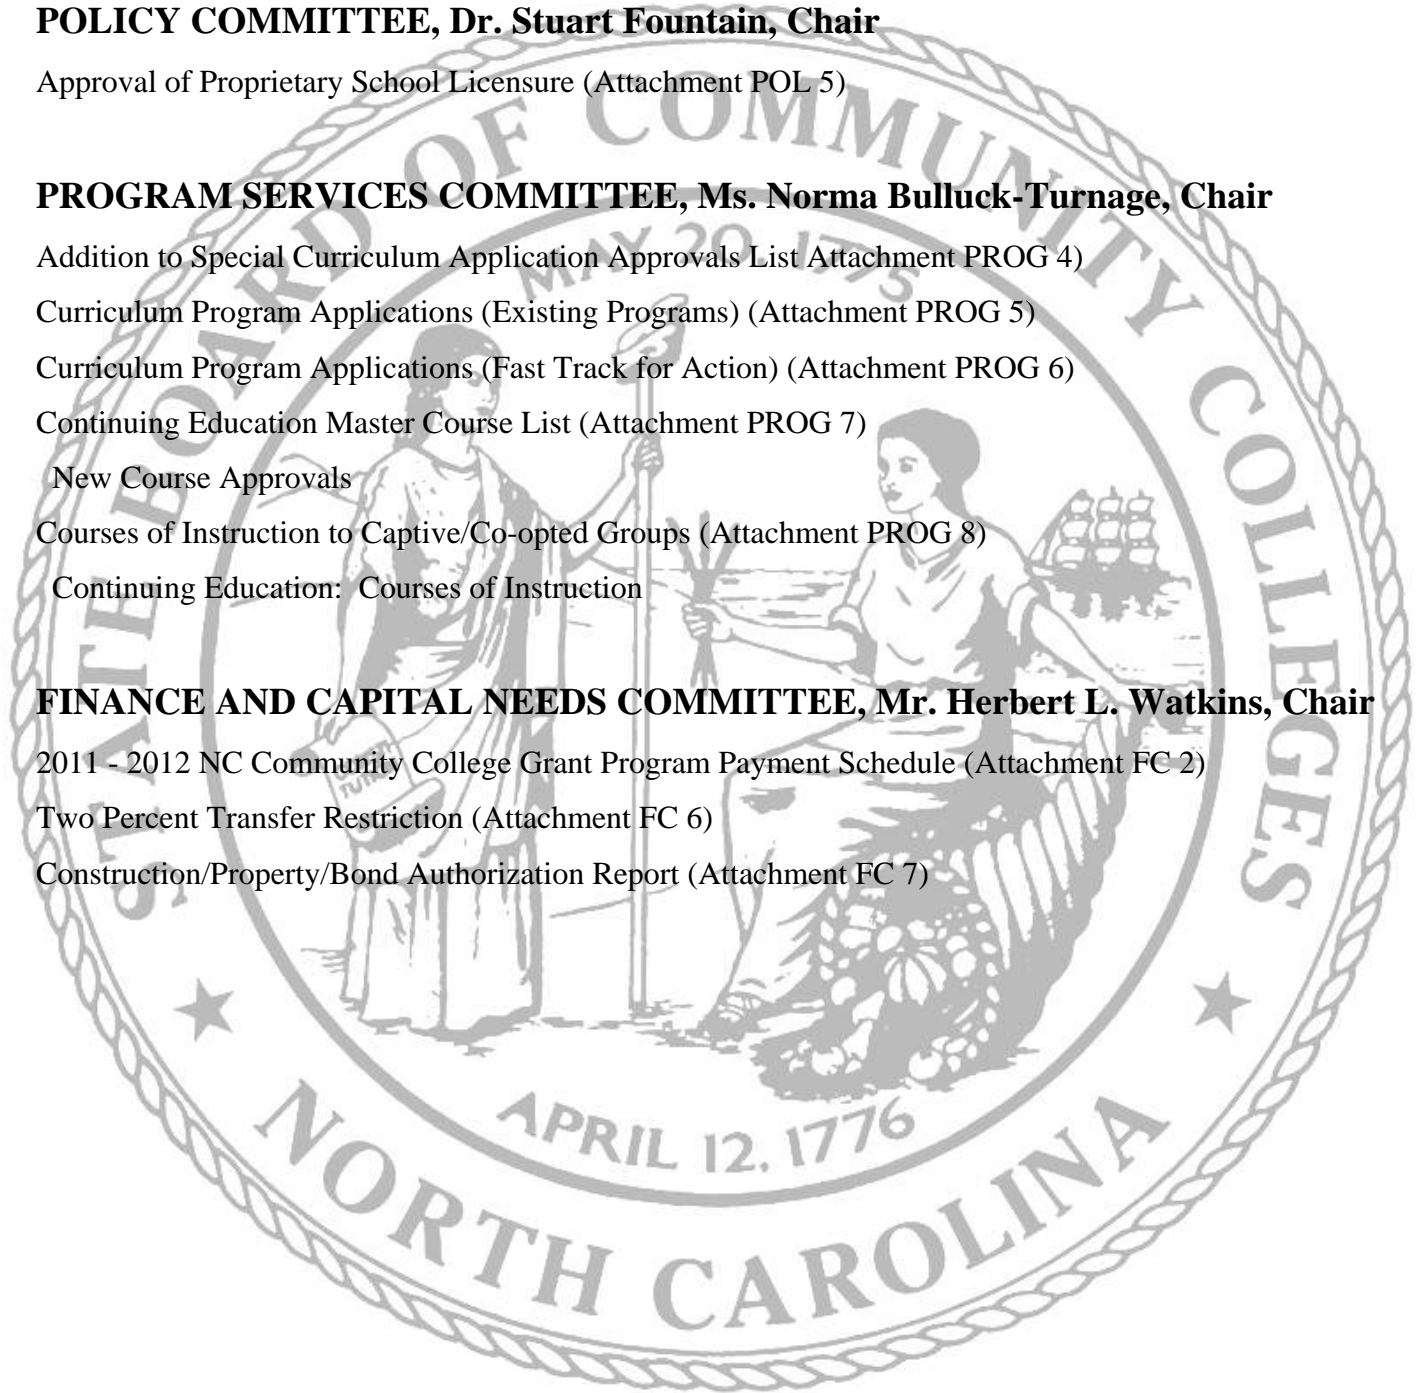 POLICY COMMITTEE, Dr. Stuart Fountain, Chair
Approval of Proprietary School Licensure (Attachment POL 5)
PROGRAM SERVICES COMMITTEE, Ms. Norma Bulluck-Turnage, Chair
Addition to Special Curriculum Application Approvals List Attachment PROG 4)
Curriculum Program Applications (Existing Programs) (Attachment PROG 5)
Curriculum Program Applications (Fast Track for Action) (Attachment PROG 6)
Continuing Education Master Course List (Attachment PROG 7)
New Course Approvals
Courses of Instruction to Captive/Co-opted Groups (Attachment PROG 8)
Continuing Education:  Courses of Instruction
FINANCE AND CAPITAL NEEDS COMMITTEE, Mr. Herbert L. Watkins, Chair
2011 - 2012 NC Community College Grant Program Payment Schedule (Attachment FC 2)
Two Percent Transfer Restriction (Attachment FC 6)
Construction/Property/Bond Authorization Report (Attachment FC 7)
STATE BOARD OF COMMUNITY COLLEGES
MAY 20, 1775
APRIL 12, 1776
NORTH CAROLINA